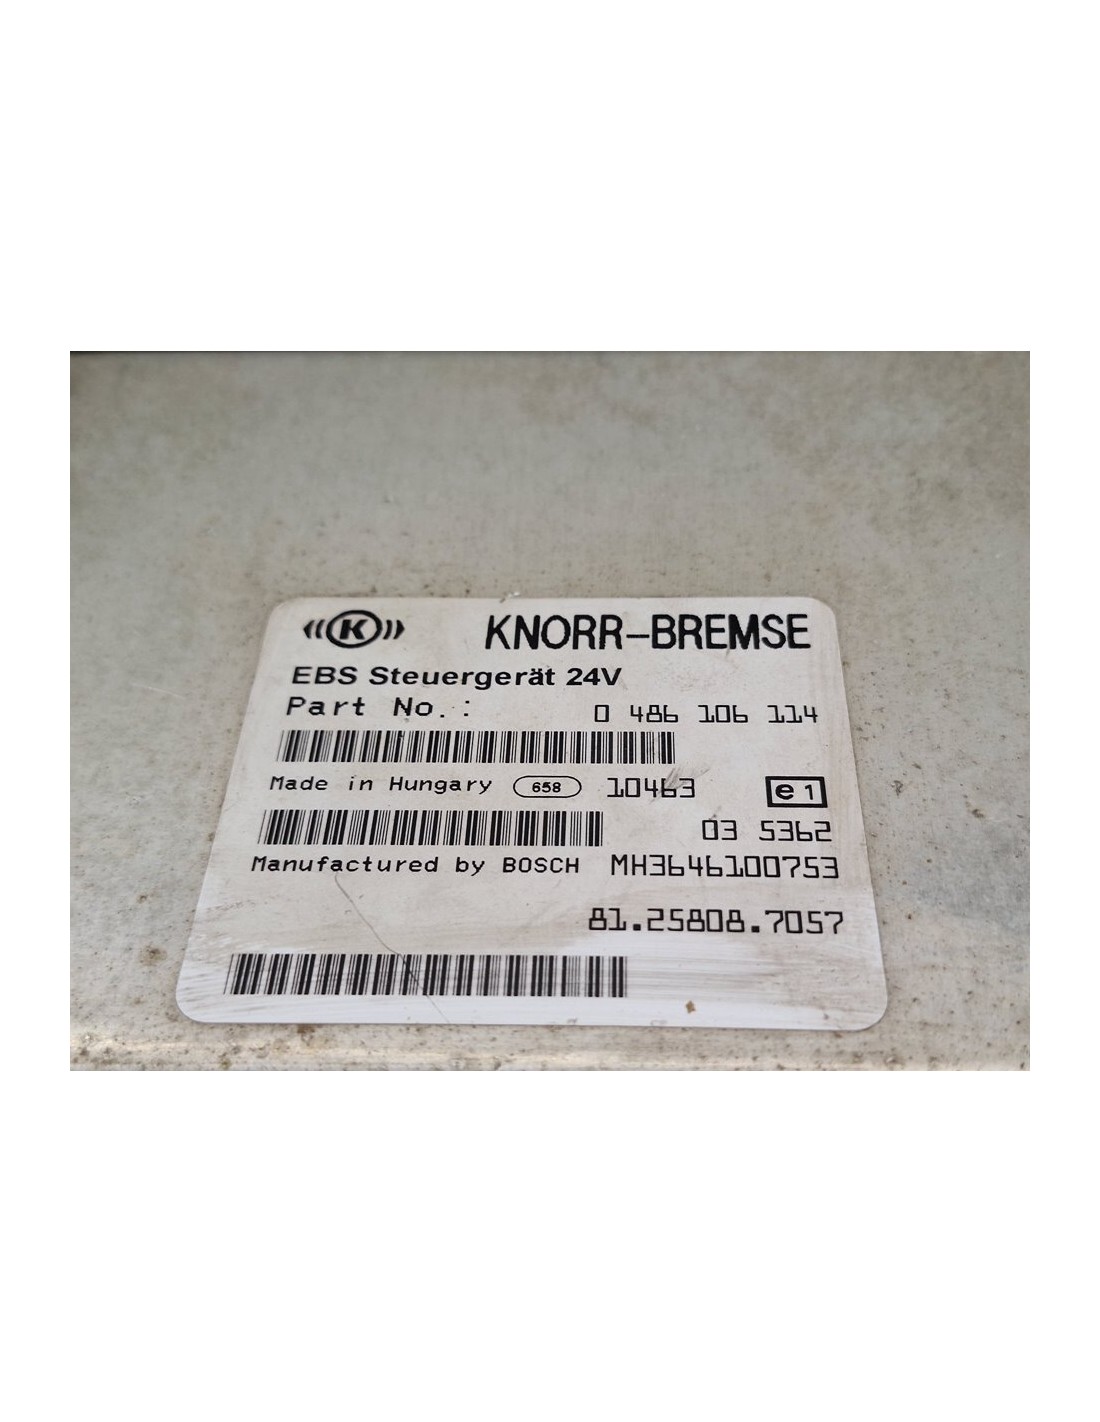 K KNORR-BREMSE
EBS Steuergerät 24V
Part No.: 0 486 106 114
Made in Hungary 658 10463 e1
03 5362
Manufactured by BOSCH MH3646100753
81.25808.7057